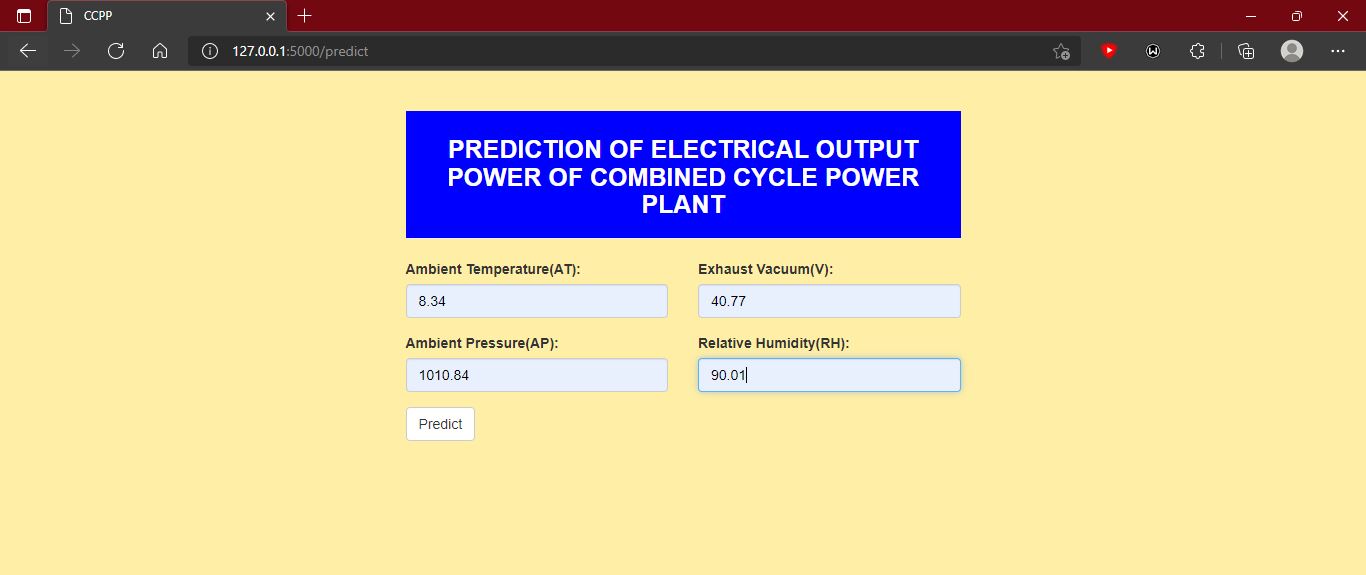 CCPP
127.0.0.1:5000/predict
PREDICTION OF ELECTRICAL OUTPUT
POWER OF COMBINED CYCLE POWER
PLANT
Ambient Temperature(AT): Exhaust Vacuum(V):
8.34 40.77
Ambient Pressure(AP): Relative Humidity(RH):
1010.84 90.01
Predict